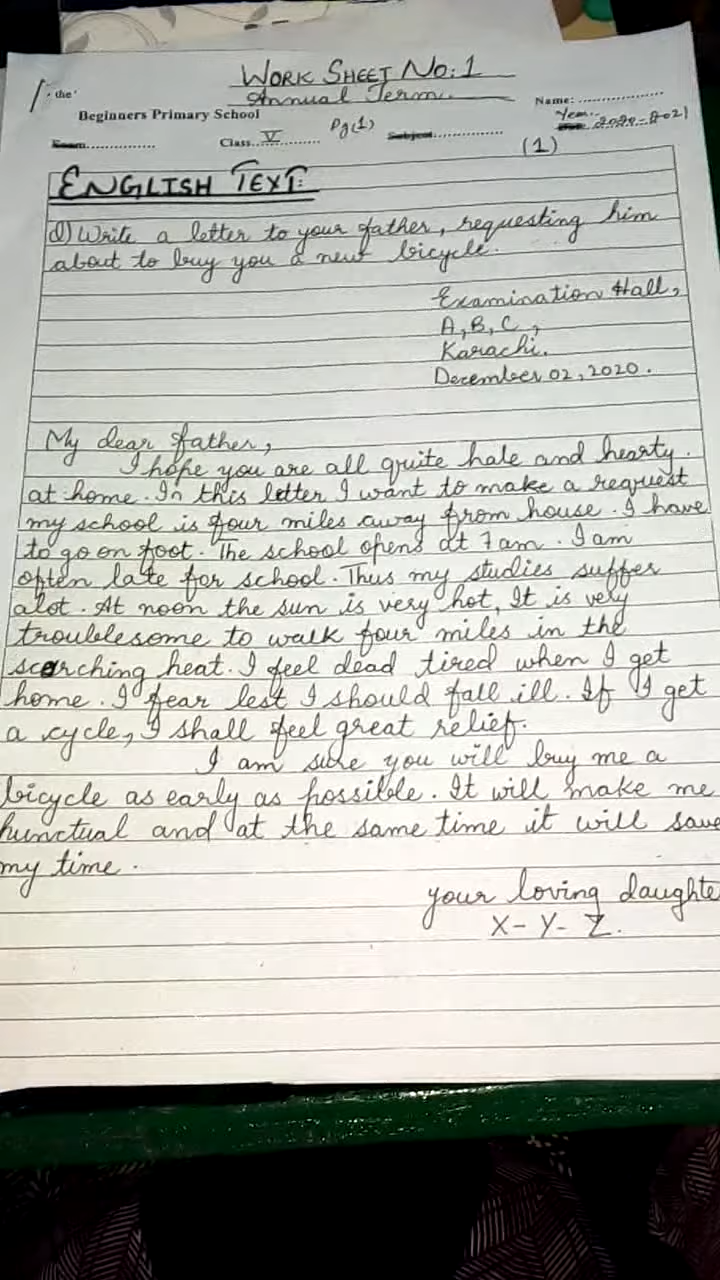 WORK SHEET No: 1
Annual Term.
the
Name: ..................
Beginners Primary School
Year.. 2020-2021
Exam............... Class..V.......... Pg(1) Subject...............
(1)
ENGLISH TEXT:
Q) Write a letter to your father, requesting him
about to buy you a new bicycle.
Examination Hall,
A, B, C,
Karachi.
December 02, 2020.
My dear father,
I hope you are all quite hale and hearty.
at home. In this letter I want to make a request
my school is four miles away from house. I have
to go on foot. The school opens at 7 am. I am
often late for school. Thus my studies suffer
alot. At noon the sun is very hot, It is very
troublesome to walk four miles in the
scorching heat. I feel dead tired when I get
home. I fear lest I should fall ill. If I get
a cycle, I shall feel great relief.
I am sure you will buy me a
bicycle as early as possible. It will make me
punctual and at the same time it will save
my time.
your loving daughte
X- Y- Z.